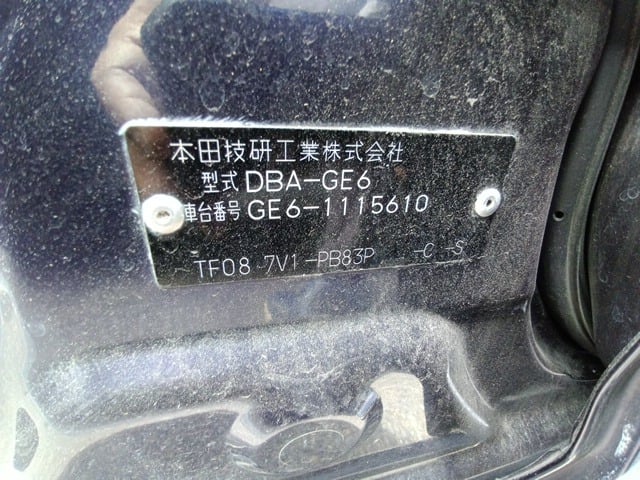 本田技研工業株式会社
型式 DBA-GE6
車台番号 GE6-1115610
TF08 7V1-PB83P -C -S